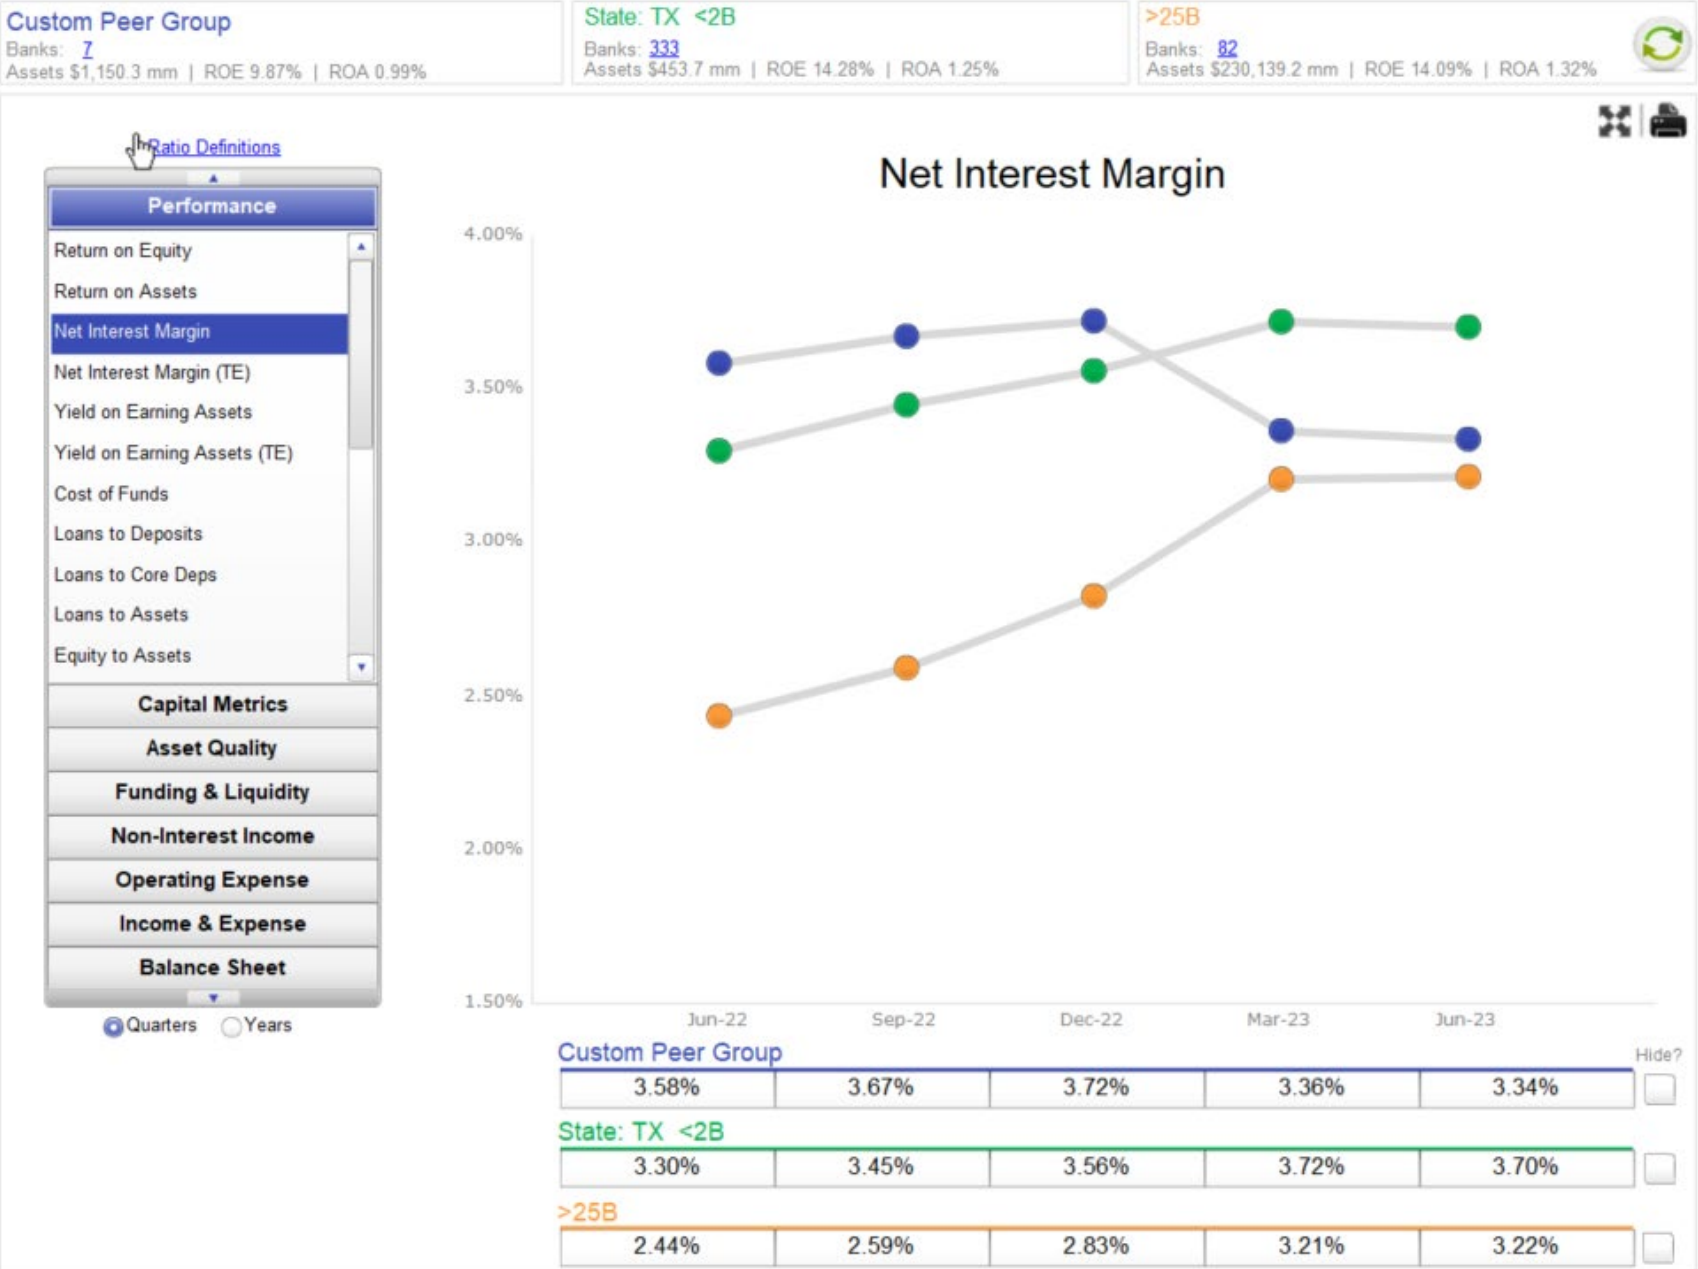 Custom Peer Group
Banks: 7
Assets $1,150.3 mm | ROE 9.87% | ROA 0.99%
State: TX <2B
Banks: 333
Assets $453.7 mm | ROE 14.28% | ROA 1.25%
>25B
Banks: 82
Assets $230,139.2 mm | ROE 14.09% | ROA 1.32%
Ratio Definitions
Performance
Return on Equity
Return on Assets
Net Interest Margin
Net Interest Margin (TE)
Yield on Earning Assets
Yield on Earning Assets (TE)
Cost of Funds
Loans to Deposits
Loans to Core Deps
Loans to Assets
Equity to Assets
Capital Metrics
Asset Quality
Funding & Liquidity
Non-Interest Income
Operating Expense
Income & Expense
Balance Sheet
Quarters Years
Net Interest Margin
4.00%
3.50%
3.00%
2.50%
2.00%
1.50%
Jun-22 Sep-22 Dec-22 Mar-23 Jun-23
Custom Peer Group Hide?
3.58% 3.67% 3.72% 3.36% 3.34%
State: TX <2B
3.30% 3.45% 3.56% 3.72% 3.70%
>25B
2.44% 2.59% 2.83% 3.21% 3.22%